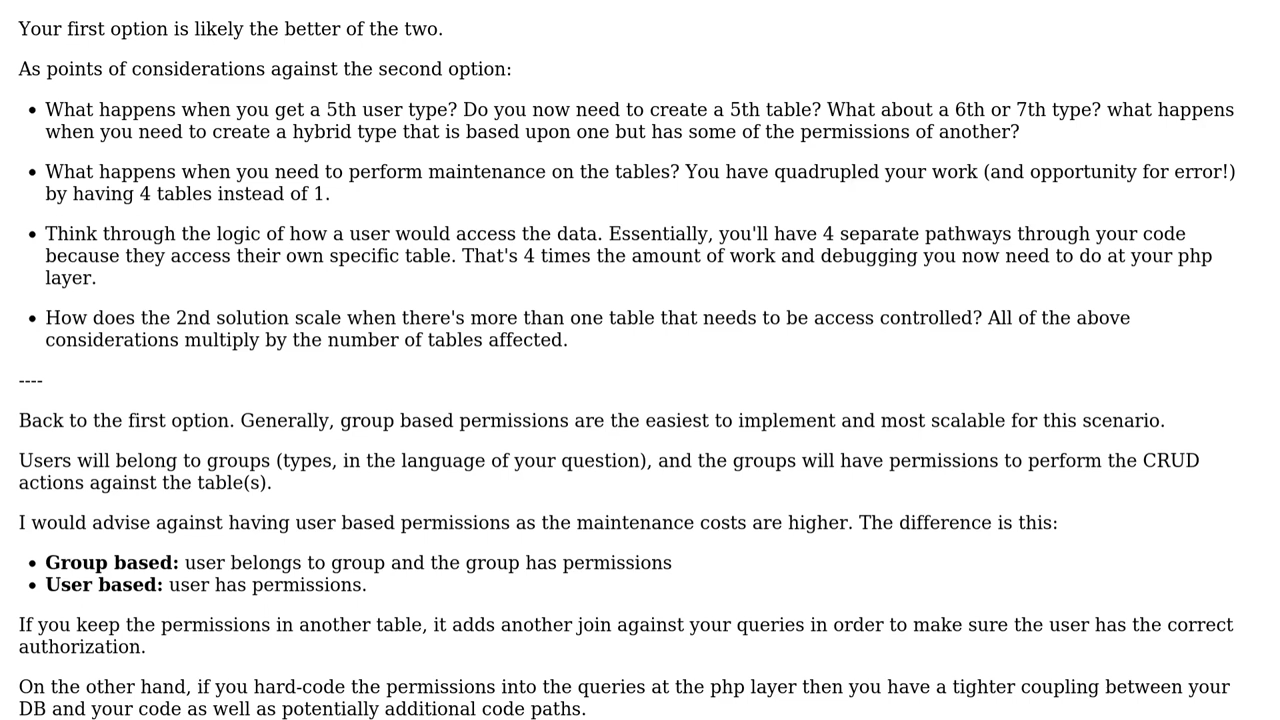 Your first option is likely the better of the two.
As points of considerations against the second option:
• What happens when you get a 5th user type? Do you now need to create a 5th table? What about a 6th or 7th type? what happens
when you need to create a hybrid type that is based upon one but has some of the permissions of another?
• What happens when you need to perform maintenance on the tables? You have quadrupled your work (and opportunity for error!)
by having 4 tables instead of 1.
• Think through the logic of how a user would access the data. Essentially, you'll have 4 separate pathways through your code
because they access their own specific table. That's 4 times the amount of work and debugging you now need to do at your php
layer.
• How does the 2nd solution scale when there's more than one table that needs to be access controlled? All of the above
considerations multiply by the number of tables affected.
----
Back to the first option. Generally, group based permissions are the easiest to implement and most scalable for this scenario.
Users will belong to groups (types, in the language of your question), and the groups will have permissions to perform the CRUD
actions against the table(s).
I would advise against having user based permissions as the maintenance costs are higher. The difference is this:
• Group based: user belongs to group and the group has permissions
• User based: user has permissions.
If you keep the permissions in another table, it adds another join against your queries in order to make sure the user has the correct
authorization.
On the other hand, if you hard-code the permissions into the queries at the php layer then you have a tighter coupling between your
DB and your code as well as potentially additional code paths.